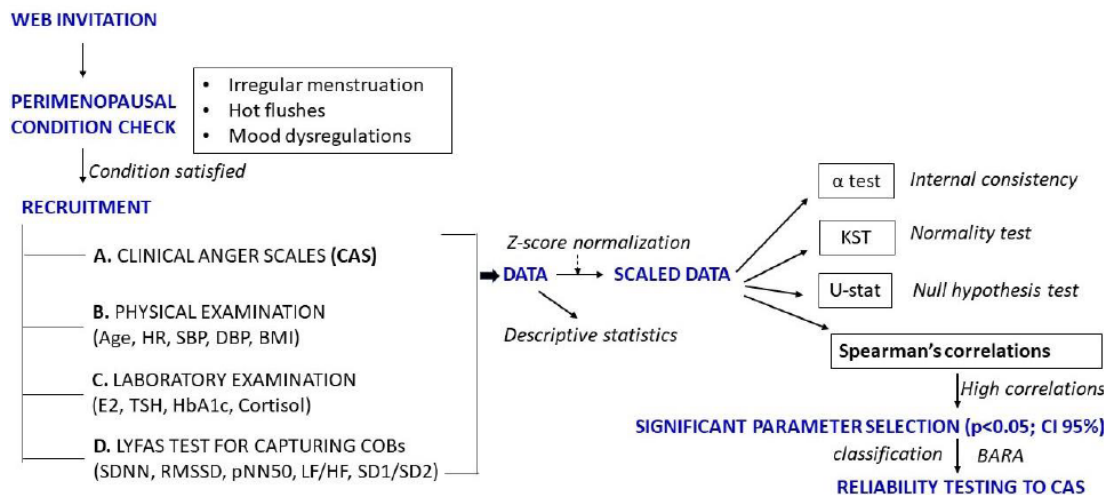 WEB INVITATION
PERIMENOPAUSAL
CONDITION CHECK
• Irregular menstruation
• Hot flushes
• Mood dysregulations
Condition satisfied
RECRUITMENT
A. CLINICAL ANGER SCALES (CAS)
B. PHYSICAL EXAMINATION
(Age, HR, SBP, DBP, BMI)
C. LABORATORY EXAMINATION
(E2, TSH, HbA1c, Cortisol)
D. LYFAS TEST FOR CAPTURING COBs
(SDNN, RMSSD, pNN50, LF/HF, SD1/SD2)
Z-score normalization
DATA
SCALED DATA
Descriptive statistics
α test
Internal consistency
KST
Normality test
U-stat
Null hypothesis test
Spearman's correlations
High correlations
SIGNIFICANT PARAMETER SELECTION (p<0.05; CI 95%)
classification
BARA
RELIABILITY TESTING TO CAS